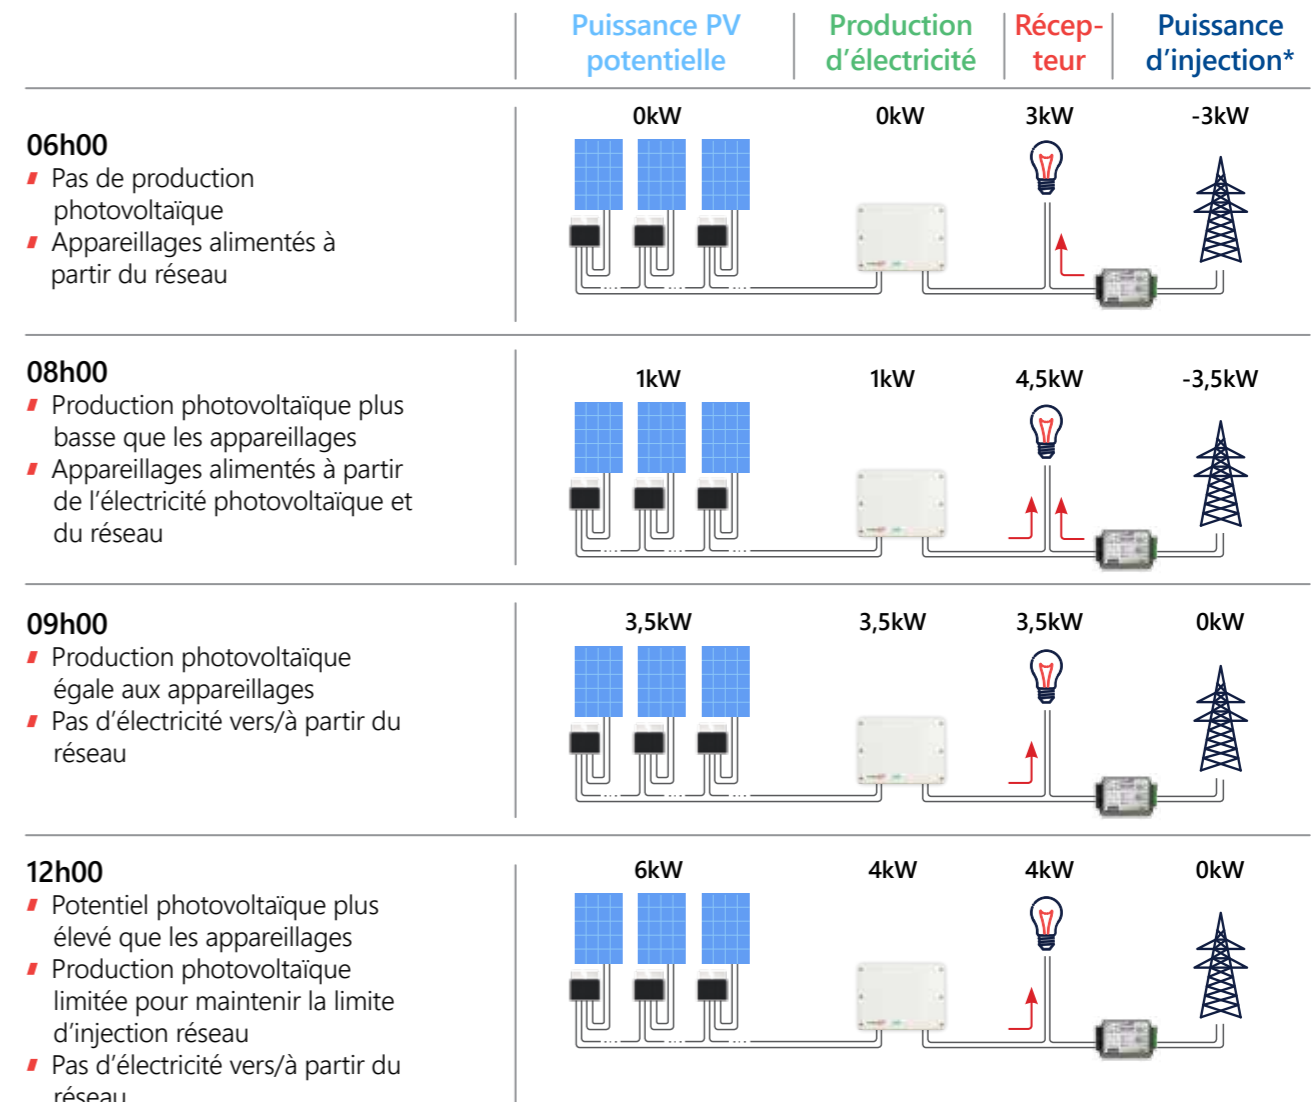 Puissance PV
potentielle
Production
d'électricité
Récep-
teur
Puissance
d'injection*
06h00
Pas de production
photovoltaïque
Appareillages alimentés à
partir du réseau
0kW
0kW
3kW
-3kW
08h00
Production photovoltaïque plus
basse que les appareillages
Appareillages alimentés à partir
de l'électricité photovoltaïque et
du réseau
1kW
1kW
4,5kW
-3,5kW
09h00
Production photovoltaïque
égale aux appareillages
Pas d'électricité vers/à partir du
réseau
3,5kW
3,5kW
3,5kW
0kW
12h00
Potentiel photovoltaïque plus
élevé que les appareillages
Production photovoltaïque
limitée pour maintenir la limite
d'injection réseau
Pas d'électricité vers/à partir du
réseau
6kW
4kW
4kW
0kW